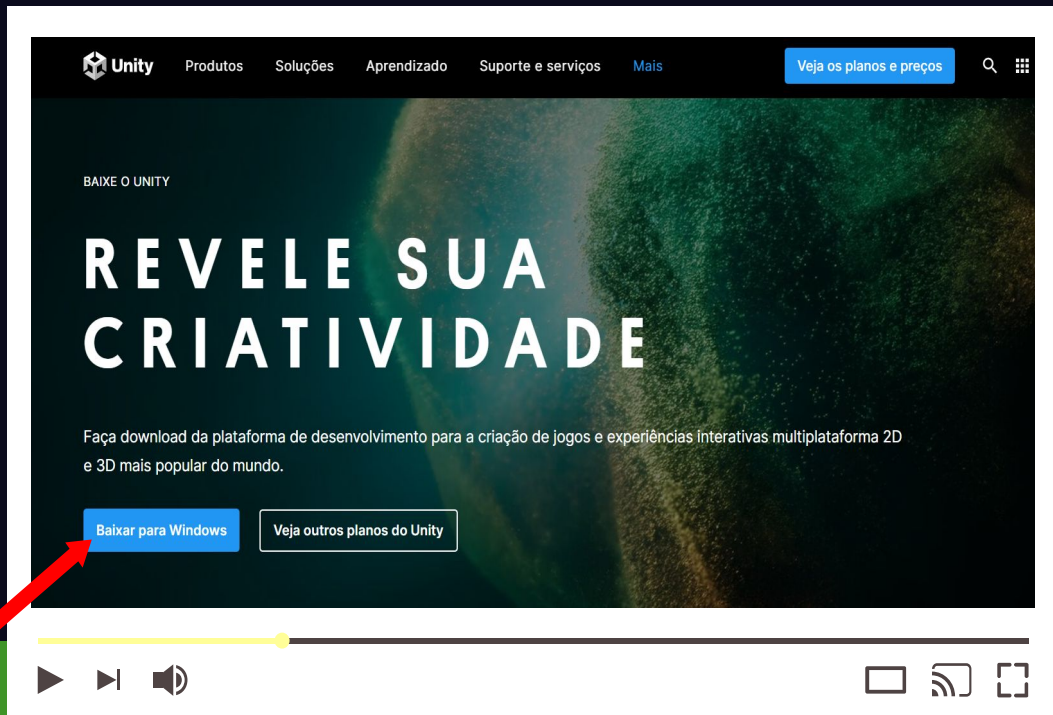 Unity Produtos Soluções Aprendizado Suporte e serviços Mais Veja os planos e preços
BAIXE O UNITY
REVELE SUA
CRIATIVIDADE
Faça download da plataforma de desenvolvimento para a criação de jogos e experiências interativas multiplataforma 2D
e 3D mais popular do mundo.
Baixar para Windows Veja outros planos do Unity